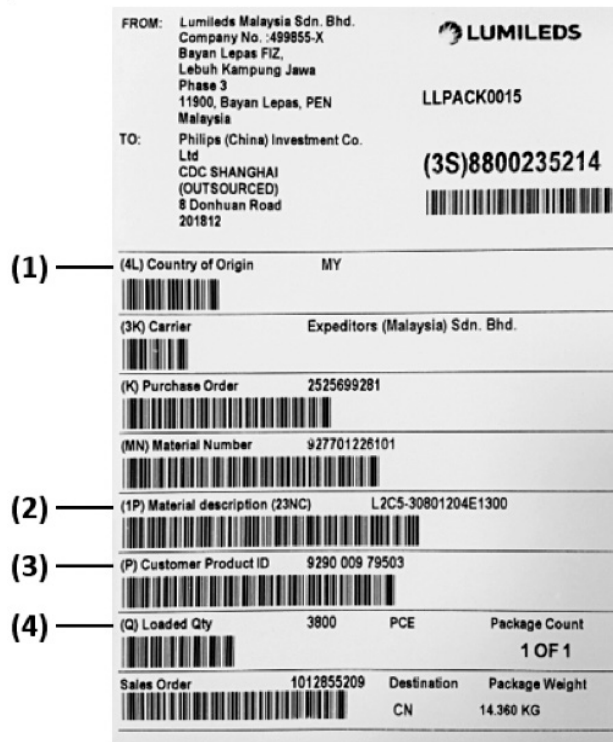 FROM: Lumileds Malaysia Sdn. Bhd.
Company No. :499855-X
Bayan Lepas FIZ,
Lebuh Kampung Jawa
Phase 3
11900, Bayan Lepas, PEN
Malaysia
LUMILEDS
LLPACK0015
TO: Philips (China) Investment Co.
Ltd
CDC SHANGHAI
(OUTSOURCED)
8 Donhuan Road
201812
(3S)8800235214
(1) (4L) Country of Origin MY
(3K) Carrier Expeditors (Malaysia) Sdn. Bhd.
(K) Purchase Order 2525699281
(MN) Material Number 927701226101
(2) (1P) Material description (23NC) L2C5-30801204E1300
(3) (P) Customer Product ID 9290 009 79503
(4) (Q) Loaded Qty 3800 PCE Package Count
1 OF 1
Sales Order 1012855209 Destination Package Weight
CN 14.360 KG